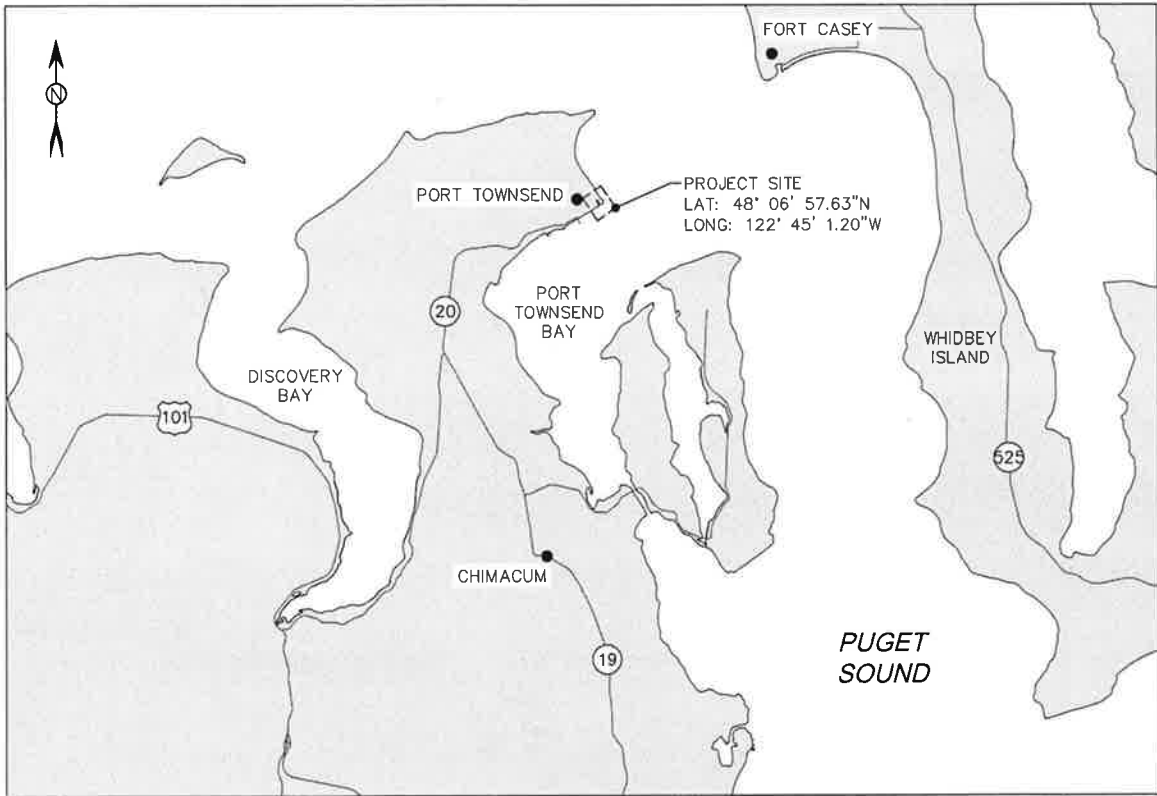 FORT CASEY
N
PORT TOWNSEND
PROJECT SITE
LAT: 48° 06' 57.63"N
LONG: 122° 45' 1.20"W
20
PORT
TOWNSEND
BAY
WHIDBEY
ISLAND
DISCOVERY
BAY
101
525
CHIMACUM
19
PUGET
SOUND